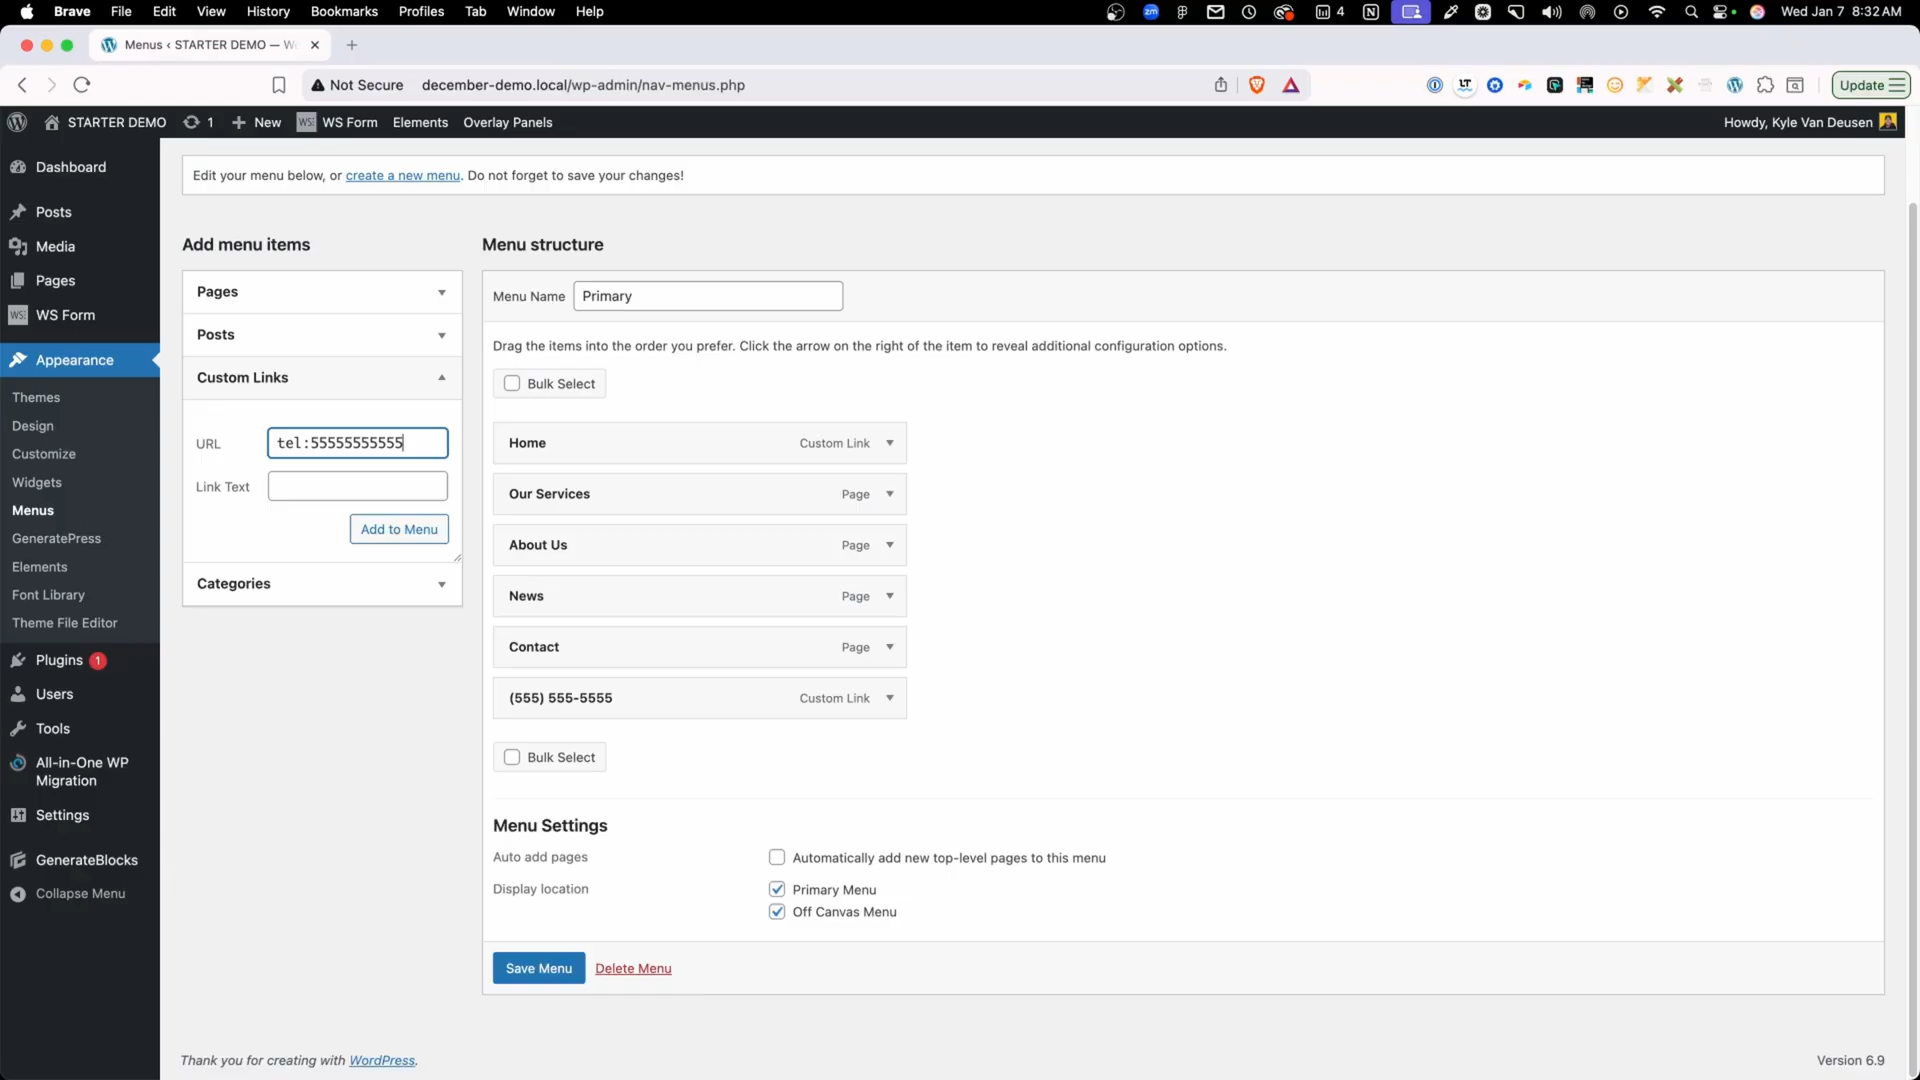 Brave File Edit View History Bookmarks Profiles Tab Window Help 4 Wed Jan 7 8:32 AM
Menus ‹ STARTER DEMO — W
Not Secure december-demo.local/wp-admin/nav-menus.php Update
STARTER DEMO 1 New WS Form Elements Overlay Panels Howdy, Kyle Van Deusen
Dashboard
Posts
Media
Pages
WS Form
Appearance
Themes
Design
Customize
Widgets
Menus
GeneratePress
Elements
Font Library
Theme File Editor
Plugins 1
Users
Tools
All-in-One WP
Migration
Settings
GenerateBlocks
Collapse Menu
Edit your menu below, or create a new menu. Do not forget to save your changes!
Add menu items
Pages
Posts
Custom Links
URL tel:55555555555
Link Text
Add to Menu
Categories
Menu structure
Menu Name Primary
Drag the items into the order you prefer. Click the arrow on the right of the item to reveal additional configuration options.
Bulk Select
Home Custom Link
Our Services Page
About Us Page
News Page
Contact Page
(555) 555-5555 Custom Link
Bulk Select
Menu Settings
Auto add pages Automatically add new top-level pages to this menu
Display location Primary Menu
Off Canvas Menu
Save Menu Delete Menu
Thank you for creating with WordPress. Version 6.9